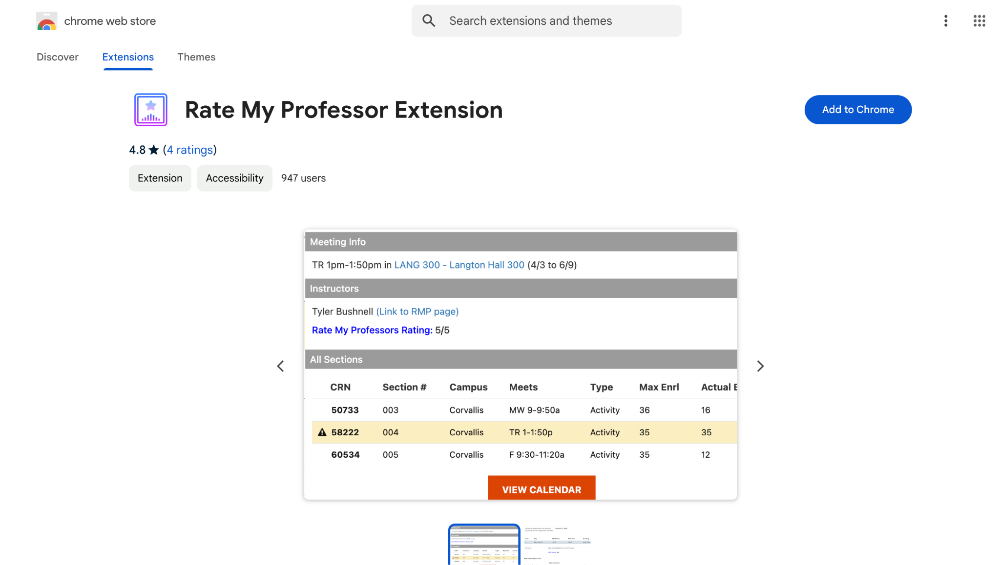 chrome web store
Search extensions and themes
Discover Extensions Themes
Rate My Professor Extension
Add to Chrome
4.8 ★ (4 ratings)
Extension Accessibility 947 users
Meeting Info
TR 1pm-1:50pm in LANG 300 - Langton Hall 300 (4/3 to 6/9)
Instructors
Tyler Bushnell (Link to RMP page)
Rate My Professors Rating: 5/5
All Sections
CRN Section # Campus Meets Type Max Enrl Actual
50733 003 Corvallis MW 9-9:50a Activity 36 16
58222 004 Corvallis TR 1-1:50p Activity 35 35
60534 005 Corvallis F 9:30-11:20a Activity 35 12
VIEW CALENDAR